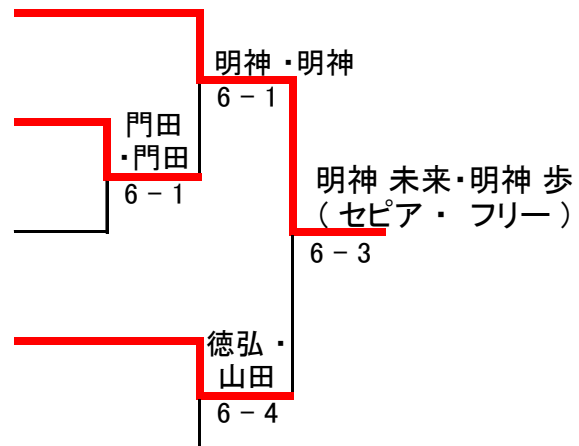 明神・明神
6-1
門田
・門田
6-1
明神 未来・明神 歩
(セピア・ フリー)
6-3
徳弘・
山田
6-4